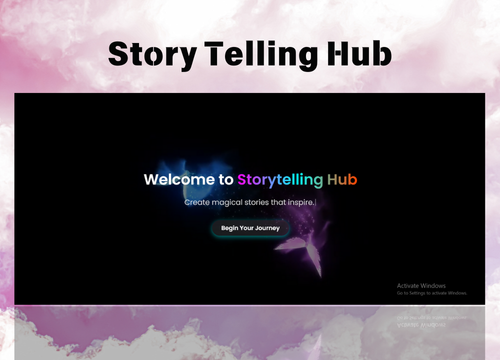 Story Telling Hub
Welcome to Storytelling Hub
Create magical stories that inspire.|
Begin Your Journey
Activate Windows
Go to Settings to activate Windows.